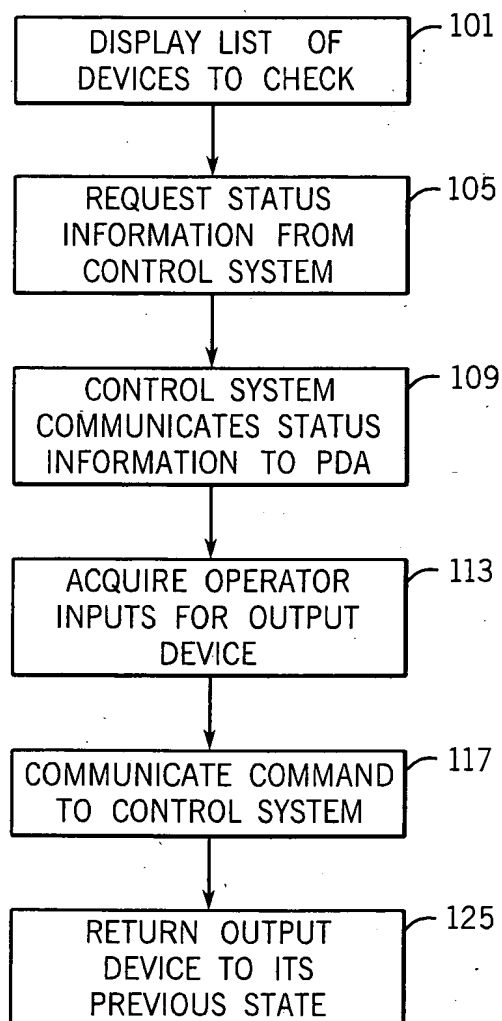 DISPLAY LIST OF
DEVICES TO CHECK
101
REQUEST STATUS
INFORMATION FROM
CONTROL SYSTEM
105
CONTROL SYSTEM
COMMUNICATES STATUS
INFORMATION TO PDA
109
ACQUIRE OPERATOR
INPUTS FOR OUTPUT
DEVICE
113
COMMUNICATE COMMAND
TO CONTROL SYSTEM
117
RETURN OUTPUT
DEVICE TO ITS
PREVIOUS STATE
125